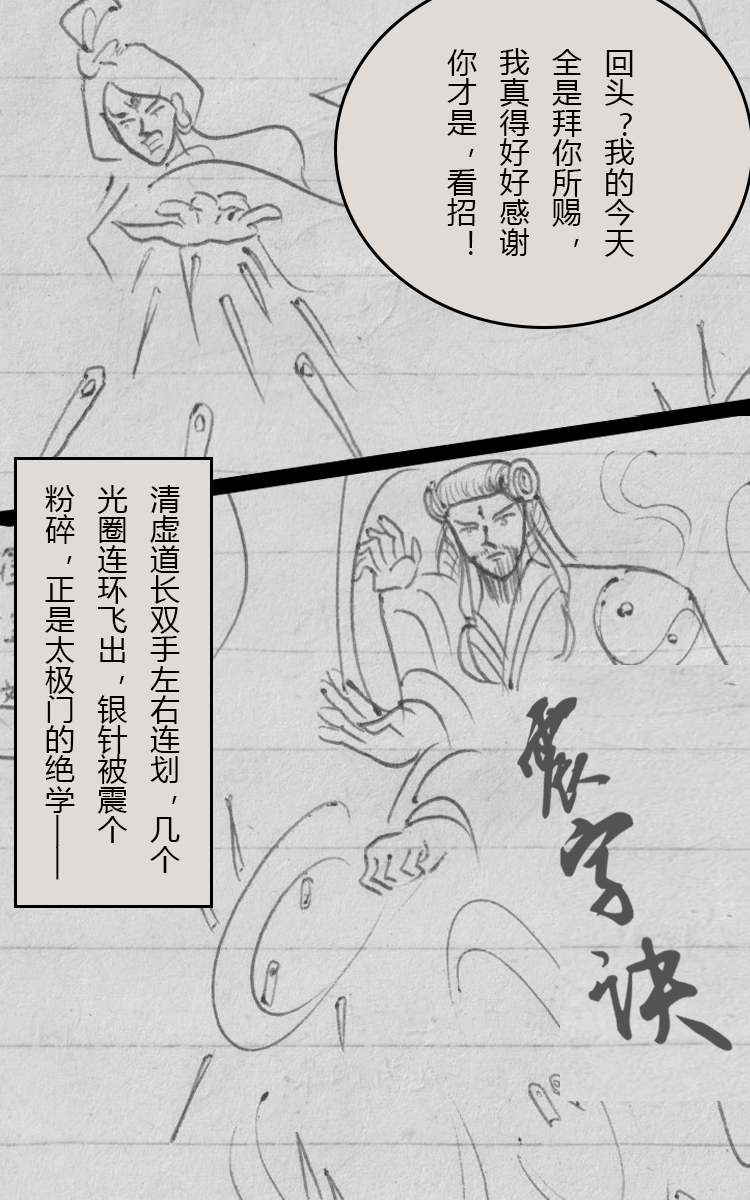 回头？我的今天
全是拜你所赐，
我真得好好感谢
你才是，看招！
清虚道长双手左右连划，几个
光圈连环飞出，银针被震个
粉碎，正是太极门的绝学——
字诀